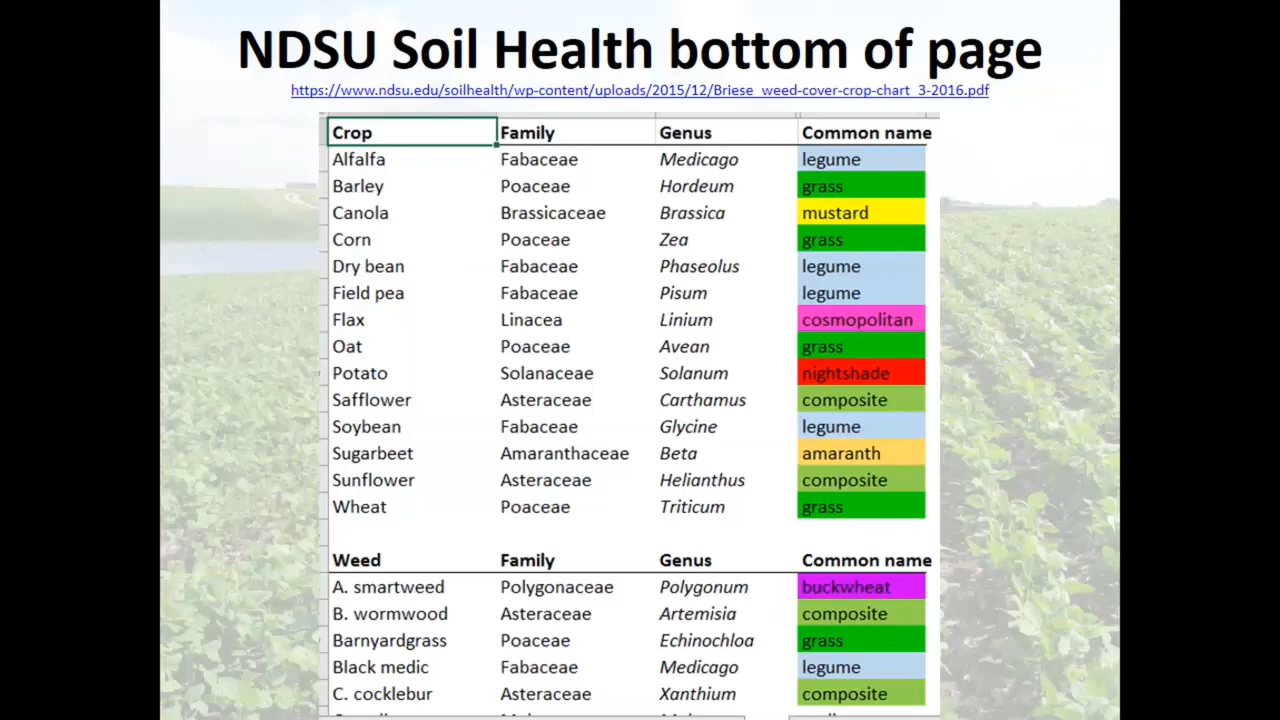 NDSU Soil Health bottom of page
https://www.ndsu.edu/soilhealth/wp-content/uploads/2015/12/Briese_weed-cover-crop-chart_3-2016.pdf
Crop Family Genus Common name
Alfalfa Fabaceae Medicago legume
Barley Poaceae Hordeum grass
Canola Brassicaceae Brassica mustard
Corn Poaceae Zea grass
Dry bean Fabaceae Phaseolus legume
Field pea Fabaceae Pisum legume
Flax Linacea Linium cosmopolitan
Oat Poaceae Avean grass
Potato Solanaceae Solanum nightshade
Safflower Asteraceae Carthamus composite
Soybean Fabaceae Glycine legume
Sugarbeet Amaranthaceae Beta amaranth
Sunflower Asteraceae Helianthus composite
Wheat Poaceae Triticum grass
Weed Family Genus Common name
A. smartweed Polygonaceae Polygonum buckwheat
B. wormwood Asteraceae Artemisia composite
Barnyardgrass Poaceae Echinochloa grass
Black medic Fabaceae Medicago legume
C. cocklebur Asteraceae Xanthium composite